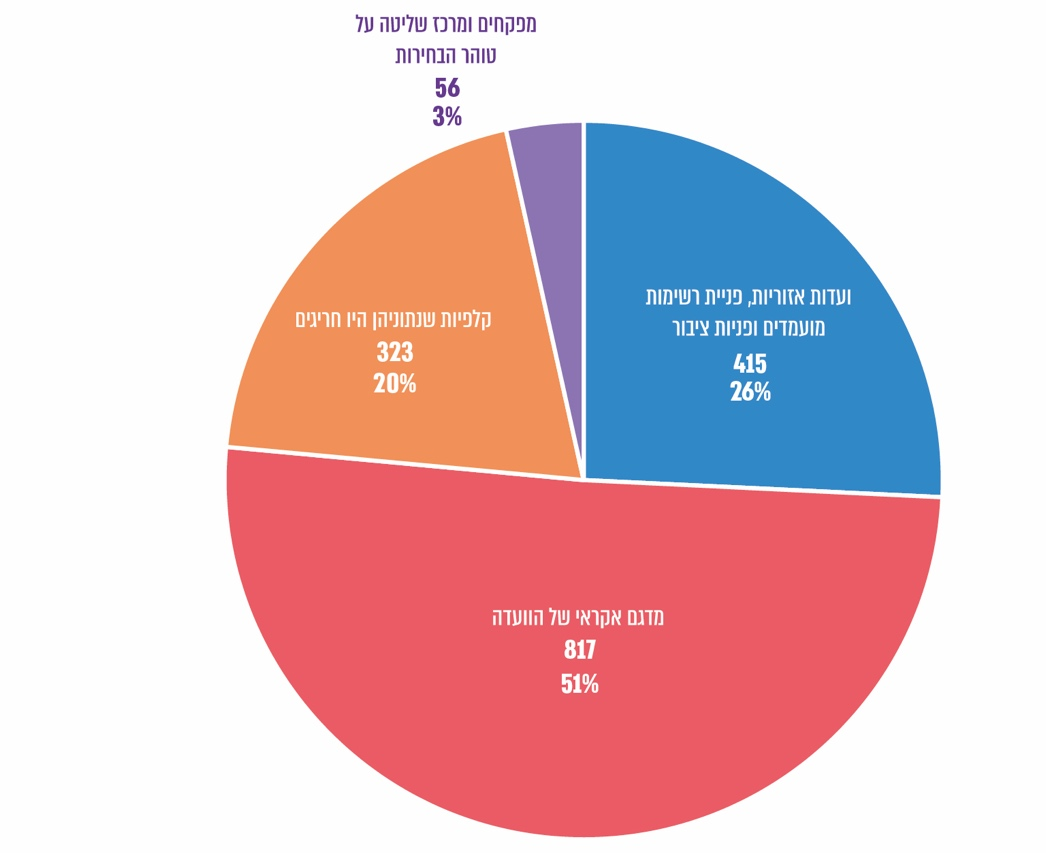 מפקחים ומרכז שליטה על
טוהר הבחירות
56
3%
ועדות אזוריות, פניית רשימות
מועמדים ופניות ציבור
415
26%
קלפיות שנתוניהן היו חריגים
323
20%
מדגם אקראי של הוועדה
817
51%